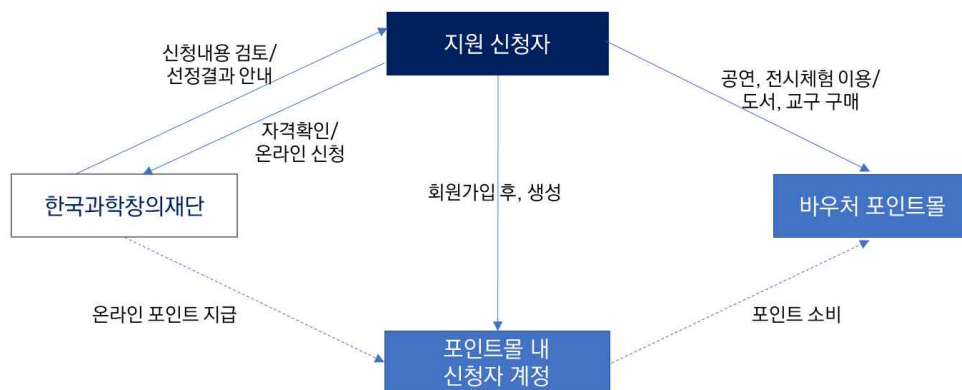 지원 신청자
신청내용 검토/
선정결과 안내
공연, 전시체험 이용/
도서, 교구 구매
자격확인/
온라인 신청
한국과학창의재단
회원가입 후, 생성
바우처 포인트몰
온라인 포인트 지급
포인트 소비
포인트몰 내
신청자 계정